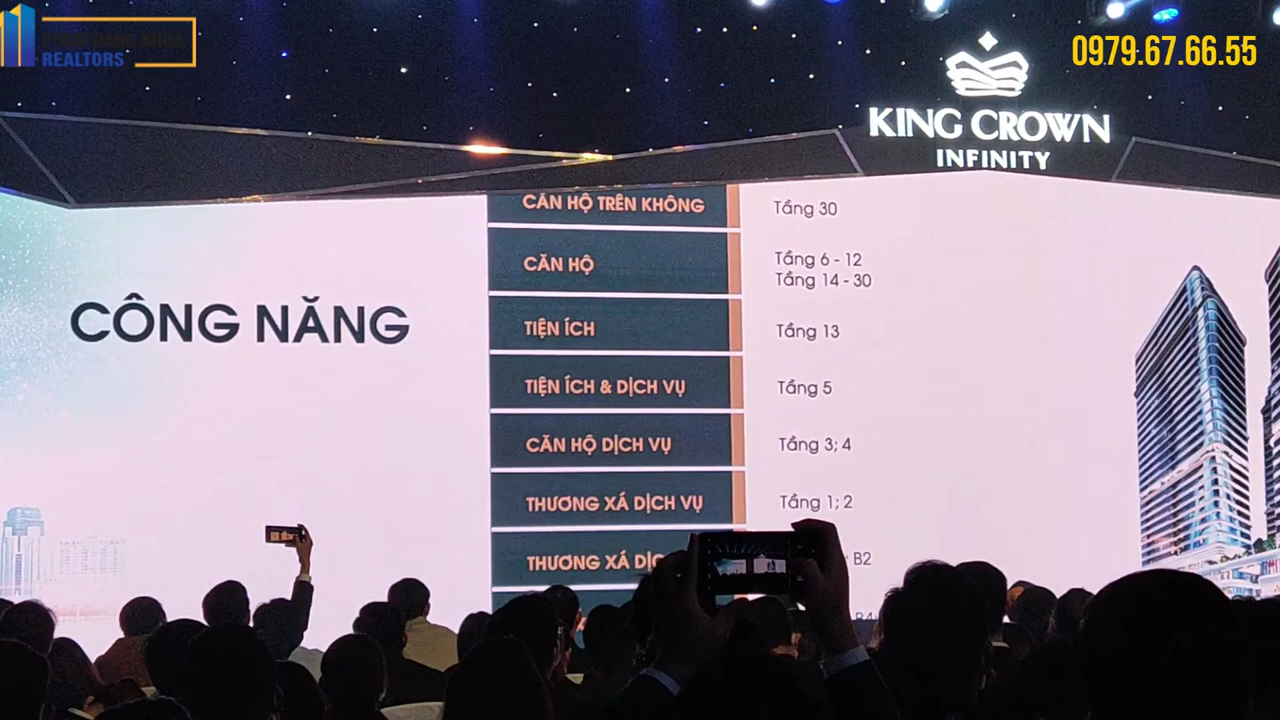 REALTORS
0979.67.66.55
KING CROWN
INFINITY
CÔNG NĂNG
CĂN HỘ TRÊN KHÔNG
Tầng 30
CĂN HỘ
Tầng 6 - 12
Tầng 14 - 30
TIỆN ÍCH
Tầng 13
TIỆN ÍCH & DỊCH VỤ
Tầng 5
CĂN HỘ DỊCH VỤ
Tầng 3; 4
THƯƠNG XÁ DỊCH VỤ
Tầng 1; 2
THƯƠNG XÁ
B2